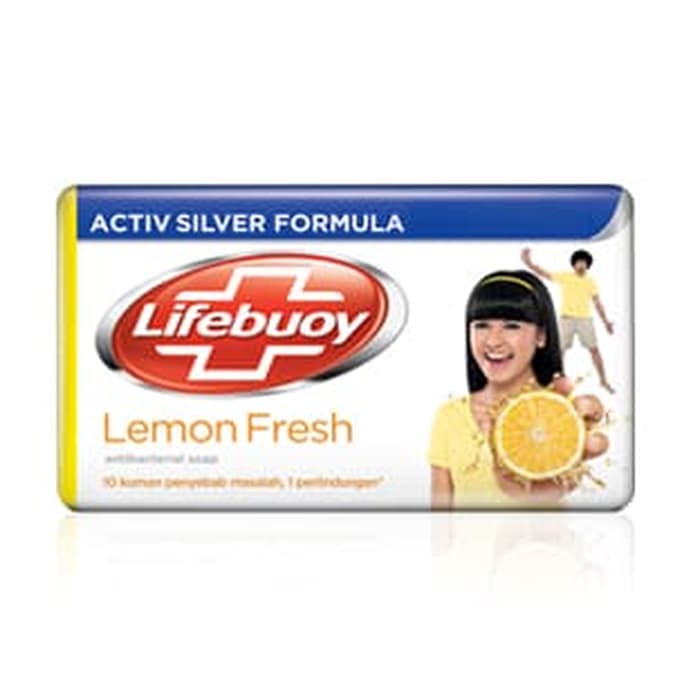 ACTIV SILVER FORMULA
Lifebuoy
Lemon Fresh
antibacterial soap
10 kuman penyebab masalah, 1 perlindungan*